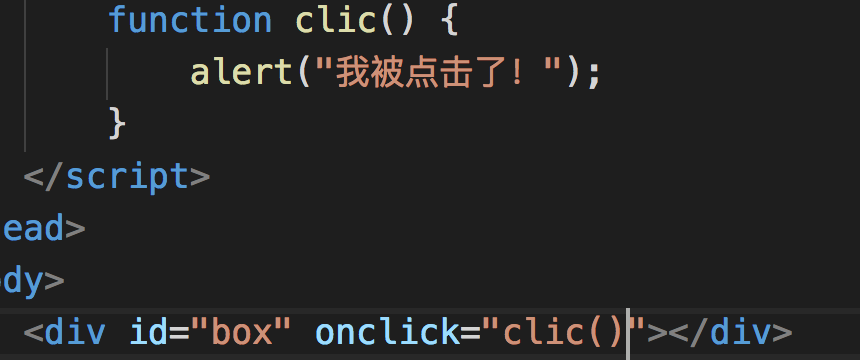 function clic() {
alert("我被点击了！");
}
</script>
ead>
dy>
<div id="box" onclick="clic()"></div>